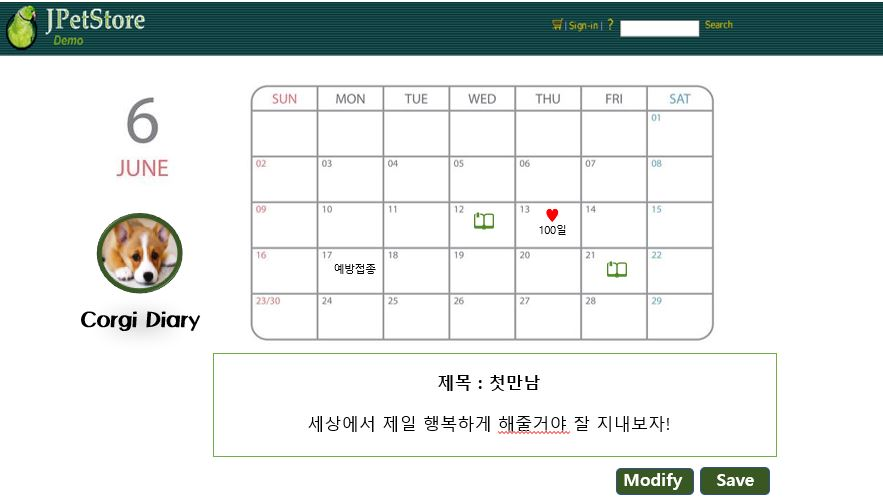 JPetStore
Demo
| Sign-in | ? Search
6
JUNE
SUN MON TUE WED THU FRI SAT
01
02 03 04 05 06 07 08
09 10 11 12 13 14 15
100일
16 17 18 19 20 21 22
예방접종
23/30 24 25 26 27 28 29
Corgi Diary
제목 : 첫만남
세상에서 제일 행복하게 해줄거야 잘 지내보자!
Modify Save